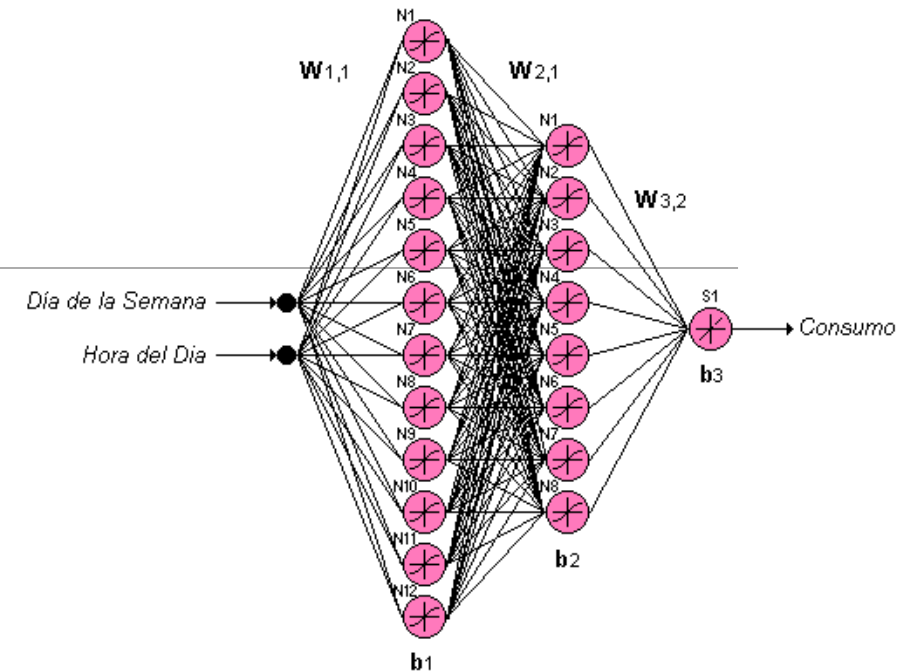 N1
N2
N3
N4
N5
N6
N7
N8
N9
N10
N11
N12
W1,1
W2,1
N1
N2
N3
N4
N5
N6
N7
N8
W3,2
Día de la Semana
Hora del Día
S1
Consumo
b3
b2
b1